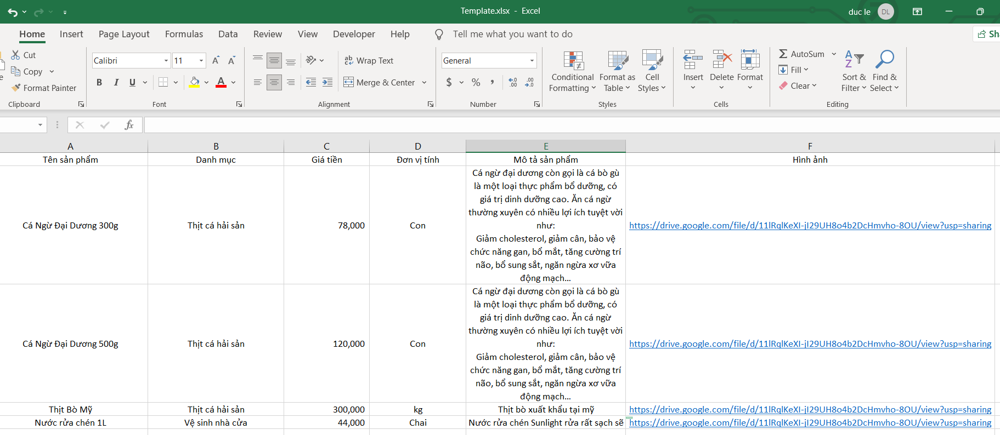 Template.xlsx - Excel
duc le
DL
Home Insert Page Layout Formulas Data Review View Developer Help Tell me what you want to do
Cut
Copy
Format Painter
Clipboard
Calibri 11
B I U
Font
Wrap Text
Merge & Center
Alignment
General
$ % ,
Number
Conditional Formatting
Format as Table
Cell Styles
Styles
Insert
Delete
Format
Cells
AutoSum
Fill
Clear
Sort & Filter
Find & Select
Editing
fx
A B C D E F
Tên sản phẩm Danh mục Giá tiền Đơn vị tính Mô tả sản phẩm Hình ảnh
Cá Ngừ Đại Dương 300g
Thịt cá hải sản
78,000
Con
Cá ngừ đại dương còn gọi là cá bò gù
là một loại thực phẩm bổ dưỡng, có
giá trị dinh dưỡng cao. Ăn cá ngừ
thường xuyên có nhiều lợi ích tuyệt vời
như:
Giảm cholesterol, giảm cân, bảo vệ
chức năng gan, bổ mắt, tăng cường trí
não, bổ sung sắt, ngăn ngừa xơ vữa
động mạch...
https://drive.google.com/file/d/11lRqlKeXI-jI29UH8o4b2DcHmvho-8OU/view?usp=sharing
Cá Ngừ Đại Dương 500g
Thịt cá hải sản
120,000
Con
Cá ngừ đại dương còn gọi là cá bò gù
là một loại thực phẩm bổ dưỡng, có
giá trị dinh dưỡng cao. Ăn cá ngừ
thường xuyên có nhiều lợi ích tuyệt vời
như:
Giảm cholesterol, giảm cân, bảo vệ
chức năng gan, bổ mắt, tăng cường trí
não, bổ sung sắt, ngăn ngừa xơ vữa
động mạch...
https://drive.google.com/file/d/11lRqlKeXI-jI29UH8o4b2DcHmvho-8OU/view?usp=sharing
Thịt Bò Mỹ Thịt cá hải sản 300,000 kg Thịt bò xuất khẩu tại mỹ https://drive.google.com/file/d/11lRqlKeXI-jI29UH8o4b2DcHmvho-8OU/view?usp=sharing
Nước rửa chén 1L Vệ sinh nhà cửa 44,000 Chai Nước rửa chén Sunlight rửa rất sạch sẽ https://drive.google.com/file/d/11lRqlKeXI-jI29UH8o4b2DcHmvho-8OU/view?usp=sharing